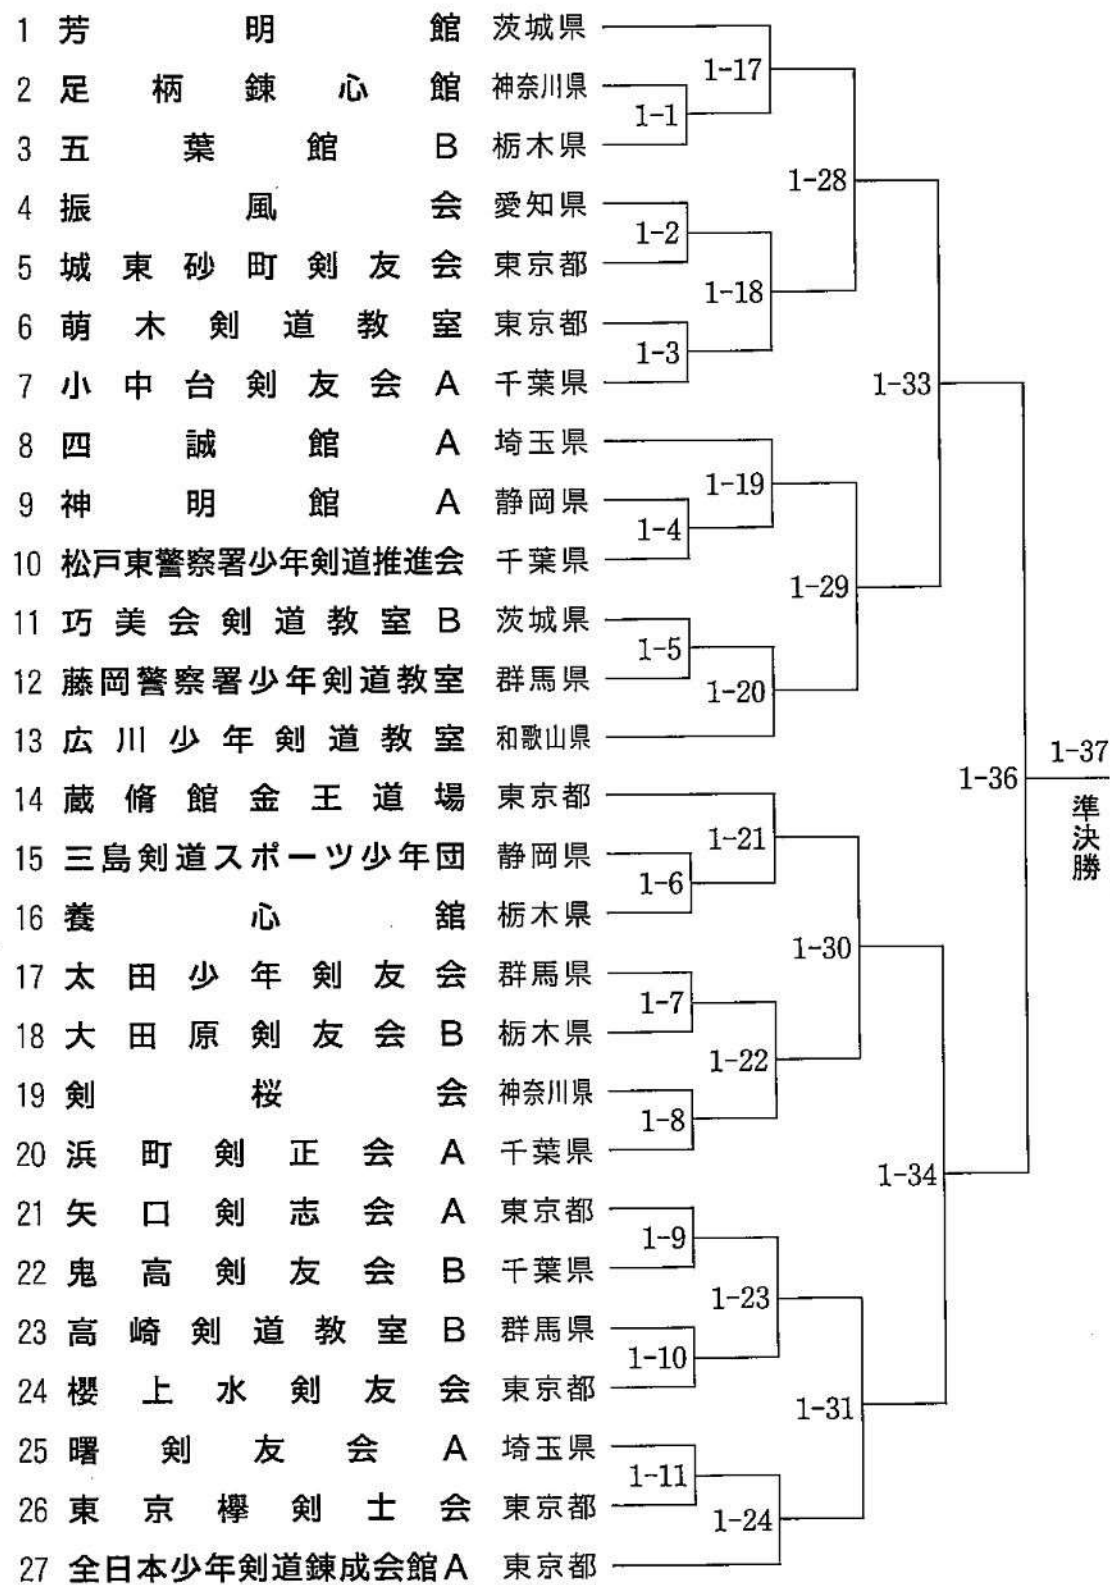 1 芳明館 茨城県
2 足柄錬心館 神奈川県
3 五葉館B 栃木県
4 振風会 愛知県
5 城東砂町剣友会 東京都
6 萌木剣道教室 東京都
7 小中台剣友会A 千葉県
8 四誠館A 埼玉県
9 神明館A 静岡県
10 松戸東警察署少年剣道推進会 千葉県
11 巧美会剣道教室B 茨城県
12 藤岡警察署少年剣道教室 群馬県
13 広川少年剣道教室 和歌山県
14 蔵脩館金王道場 東京都
15 三島剣道スポーツ少年団 静岡県
16 養心舘 栃木県
17 太田少年剣友会 群馬県
18 大田原剣友会B 栃木県
19 剣桜会 神奈川県
20 浜町剣正会A 千葉県
21 矢口剣志会A 東京都
22 鬼高剣友会B 千葉県
23 高崎剣道教室B 群馬県
24 櫻上水剣友会 東京都
25 曙剣友会A 埼玉県
26 東京欅剣士会 東京都
27 全日本少年剣道錬成会館A 東京都
1-1
1-2
1-3
1-4
1-5
1-6
1-7
1-8
1-9
1-10
1-11
1-17
1-18
1-19
1-20
1-21
1-22
1-23
1-24
1-28
1-29
1-30
1-31
1-33
1-34
1-36
1-37
準決勝